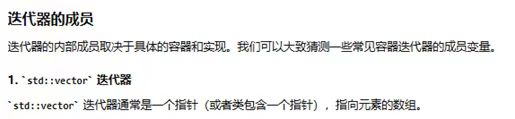 迭代器的成员
迭代器的内部成员取决于具体的容器和实现。我们可以大致猜测一些常见容器迭代器的成员变量。
1. `std::vector` 迭代器
`std::vector` 迭代器通常是一个指针（或者类包含一个指针），指向元素的数组。